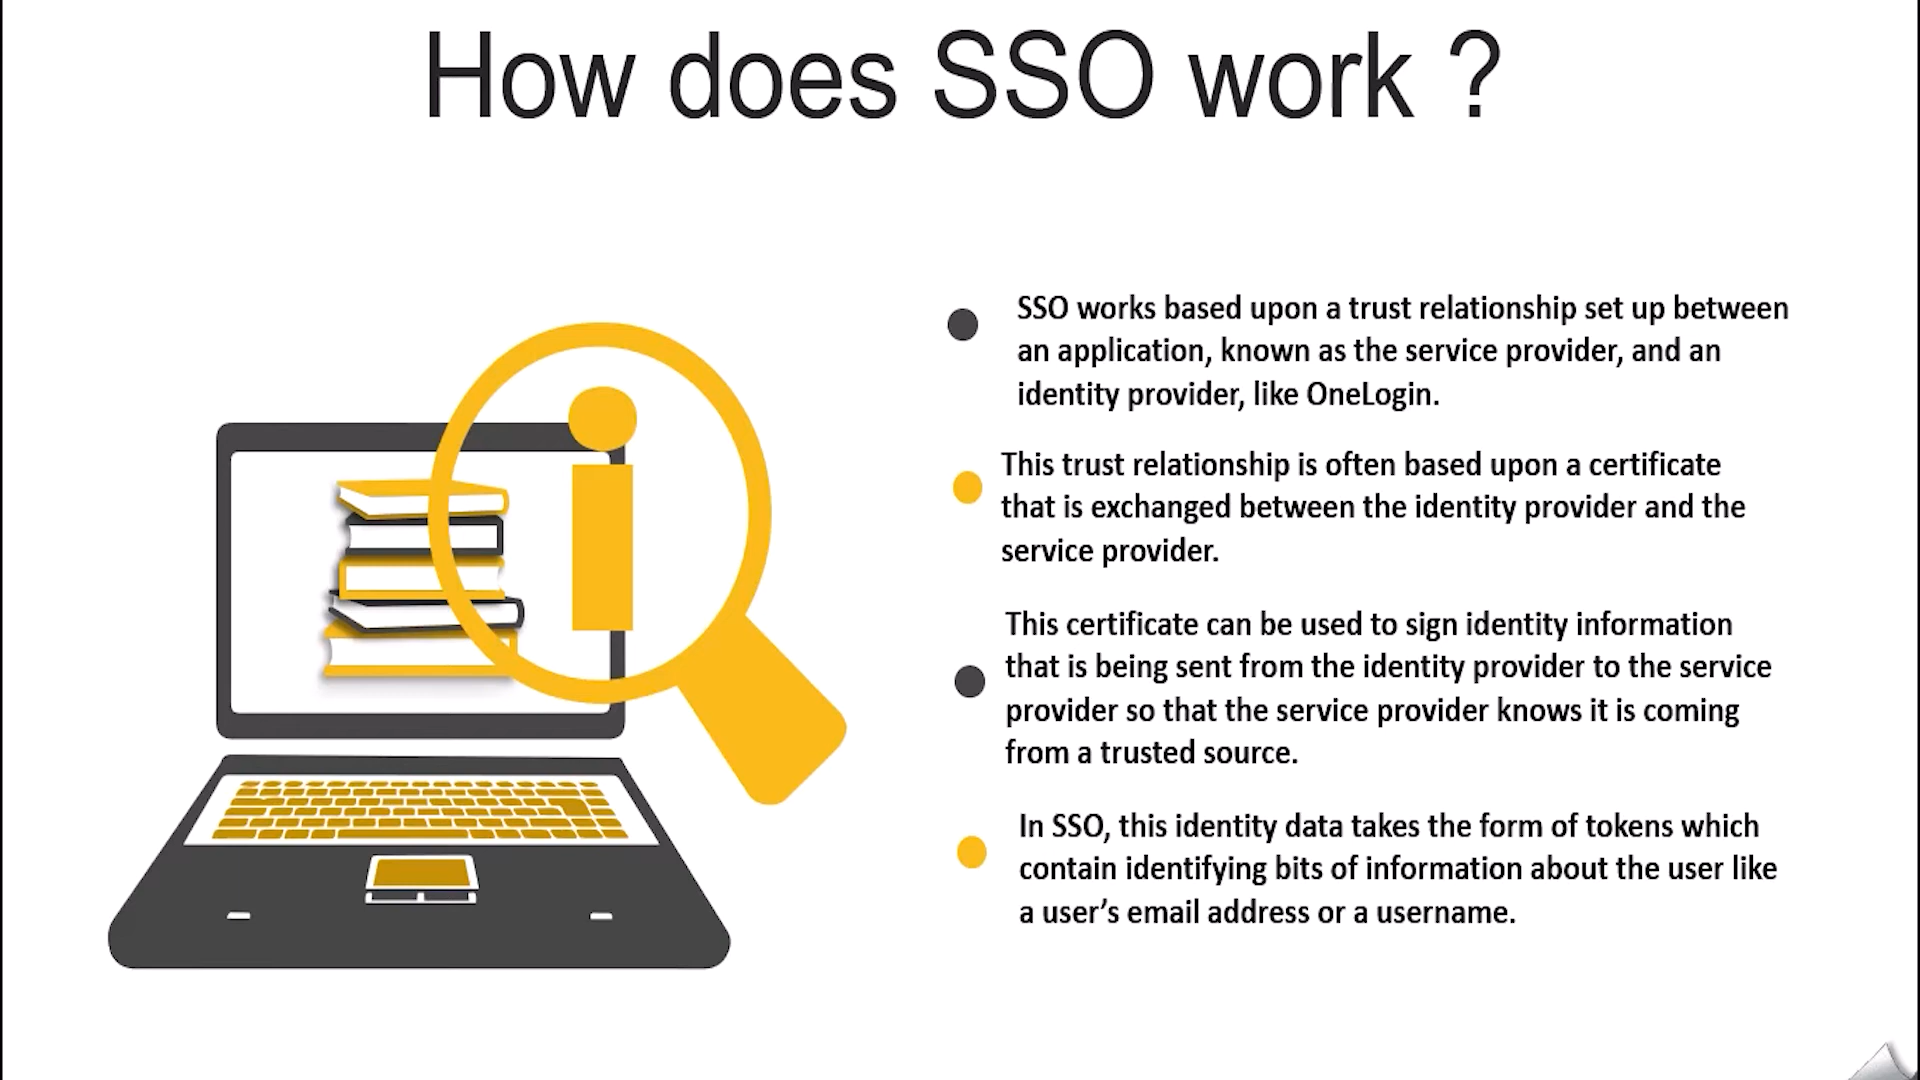 How does SSO work ?
SSO works based upon a trust relationship set up between
an application, known as the service provider, and an
identity provider, like OneLogin.
This trust relationship is often based upon a certificate
that is exchanged between the identity provider and the
service provider.
This certificate can be used to sign identity information
that is being sent from the identity provider to the service
provider so that the service provider knows it is coming
from a trusted source.
In SSO, this identity data takes the form of tokens which
contain identifying bits of information about the user like
a user’s email address or a username.